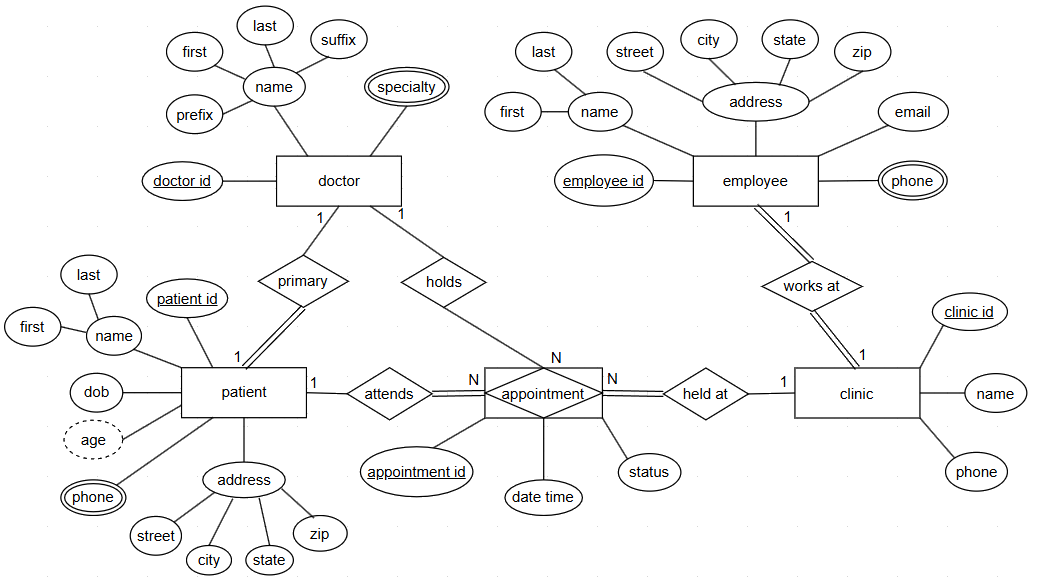 last
first
suffix
name
prefix
specialty
doctor id
doctor
1
1
last
street
city
state
zip
first
name
address
email
employee id
employee
phone
1
primary
holds
works at
last
patient id
first
name
dob
age
phone
1
patient
1
attends
N
N
appointment
N
held at
1
1
clinic
clinic id
name
phone
address
street
city
state
zip
appointment id
date time
status